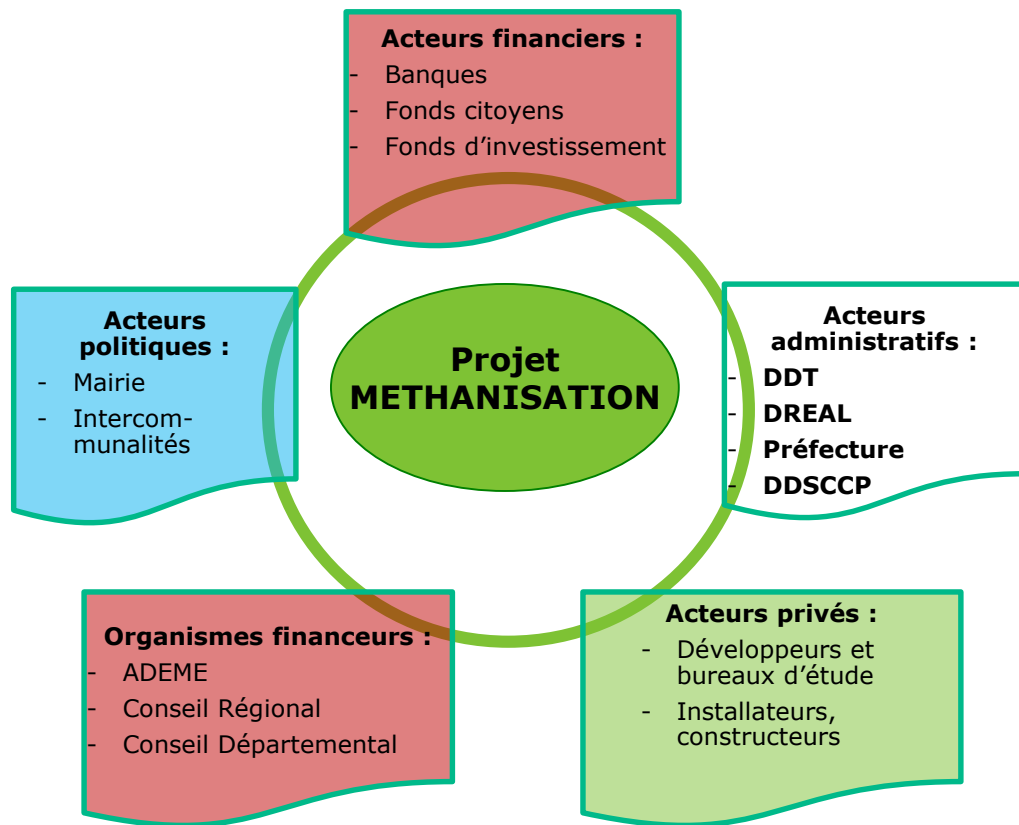 Acteurs financiers :
- Banques
- Fonds citoyens
- Fonds d’investissement
Acteurs
politiques :
- Mairie
- Intercom-
munalités
Projet
METHANISATION
Acteurs
administratifs :
- DDT
- DREAL
- Préfecture
- DDSCCP
Organismes financeurs :
- ADEME
- Conseil Régional
- Conseil Départemental
Acteurs privés :
- Développeurs et
bureaux d’étude
- Installateurs,
constructeurs